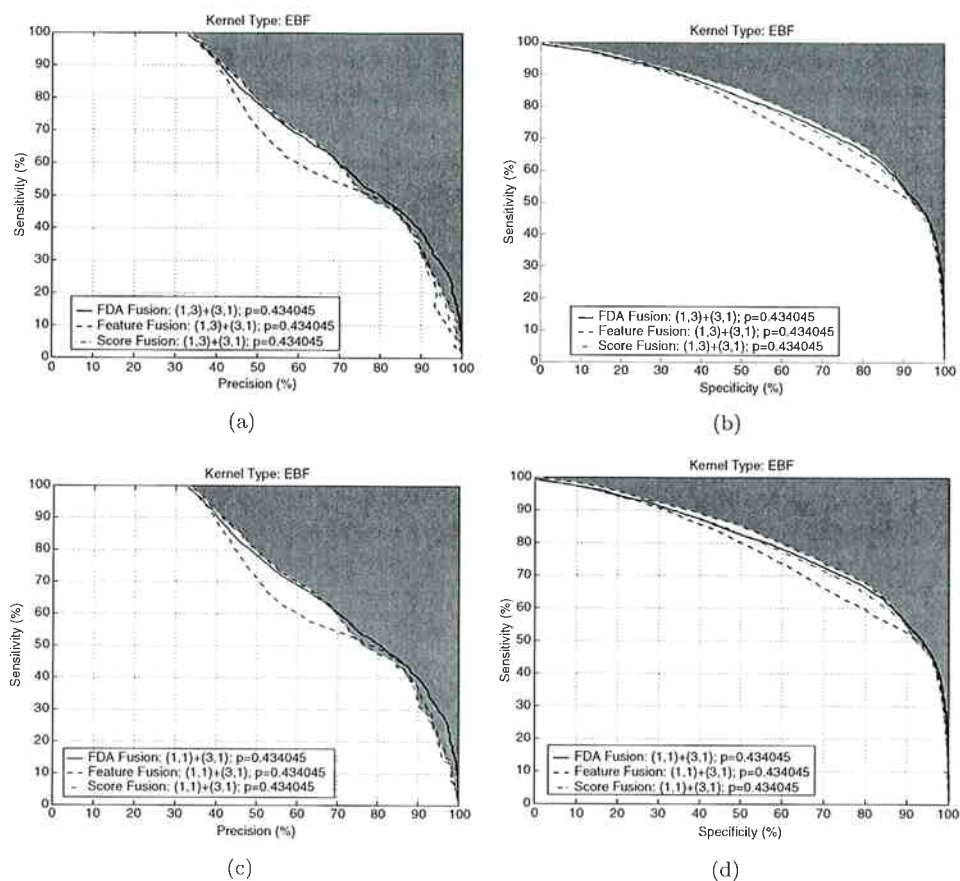 Kernel Type: EBF
100
90
80
70
60
50
40
30
20
10
0
Sensitivity (%)
FDA Fusion: (1,3)+(3,1); p=0.434045
Feature Fusion: (1,3)+(3,1); p=0.434045
Score Fusion: (1,3)+(3,1); p=0.434045
0 10 20 30 40 50 60 70 80 90 100
Precision (%)
(a)
Kernel Type: EBF
100
90
80
70
60
50
40
30
20
10
0
Sensitivity (%)
FDA Fusion: (1,3)+(3,1); p=0.434045
Feature Fusion: (1,3)+(3,1); p=0.434045
Score Fusion: (1,3)+(3,1); p=0.434045
0 10 20 30 40 50 60 70 80 90 100
Specificity (%)
(b)
Kernel Type: EBF
100
90
80
70
60
50
40
30
20
10
0
Sensitivity (%)
FDA Fusion: (1,1)+(3,1); p=0.434045
Feature Fusion: (1,1)+(3,1); p=0.434045
Score Fusion: (1,1)+(3,1); p=0.434045
0 10 20 30 40 50 60 70 80 90 100
Precision (%)
(c)
Kernel Type: EBF
100
90
80
70
60
50
40
30
20
10
0
Sensitivity (%)
FDA Fusion: (1,1)+(3,1); p=0.434045
Feature Fusion: (1,1)+(3,1); p=0.434045
Score Fusion: (1,1)+(3,1); p=0.434045
0 10 20 30 40 50 60 70 80 90 100
Specificity (%)
(d)